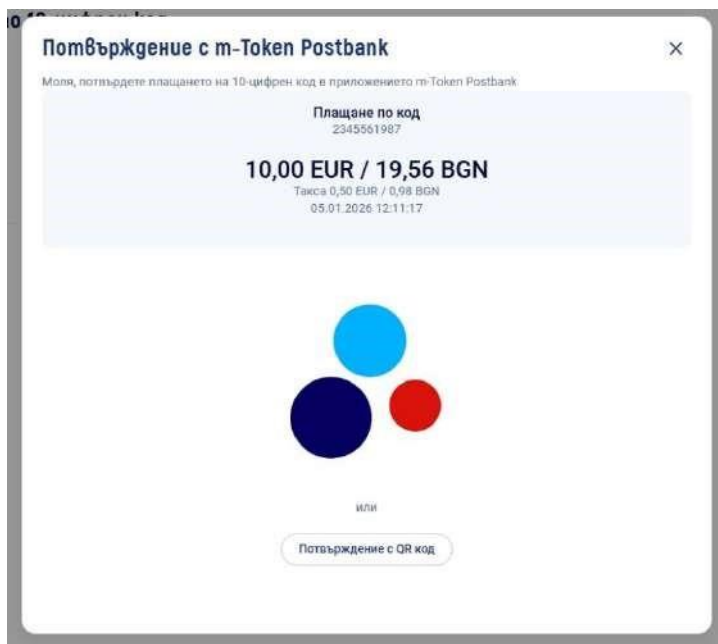 Потвърждение с m-Token Postbank
Моля, потвърдете плащането на 10-цифрен код в приложението m-Token Postbank
Плащане по код
2345561987
10,00 EUR / 19,56 BGN
Такса 0,50 EUR / 0,98 BGN
05.01.2026 12:11:17
или
Потвърждение с QR код